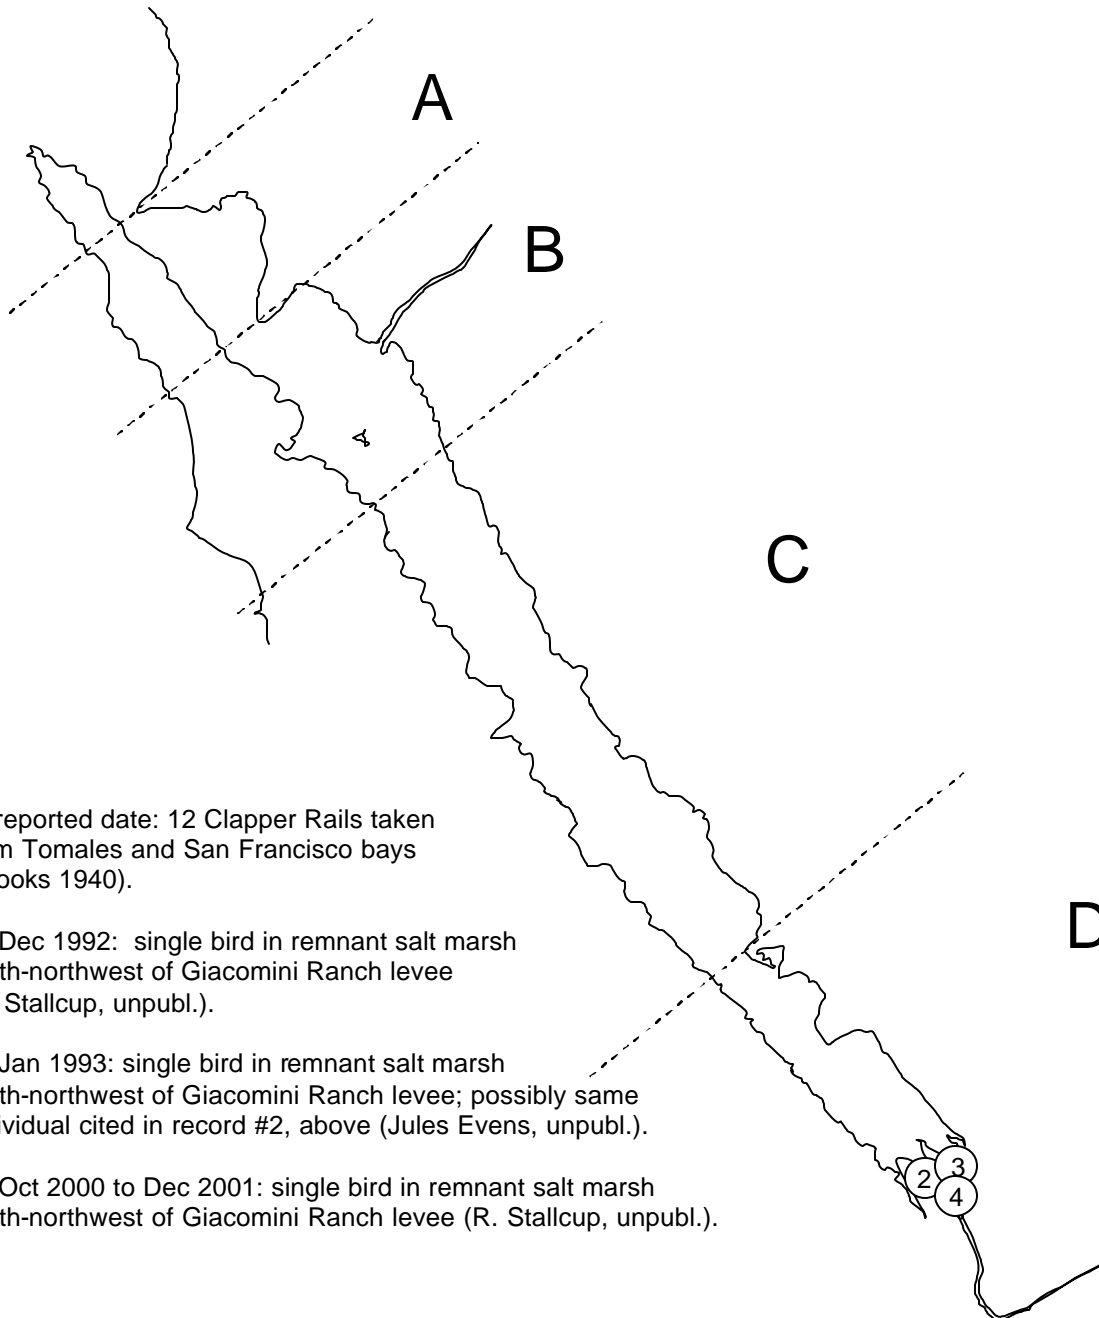 A
B
C
D
reported date: 12 Clapper Rails taken
m Tomales and San Francisco bays
ooks 1940).
Dec 1992: single bird in remnant salt marsh
th-northwest of Giacomini Ranch levee
Stallcup, unpubl.).
Jan 1993: single bird in remnant salt marsh
th-northwest of Giacomini Ranch levee; possibly same
ividual cited in record #2, above (Jules Evens, unpubl.).
Oct 2000 to Dec 2001: single bird in remnant salt marsh
th-northwest of Giacomini Ranch levee (R. Stallcup, unpubl.).
3
2
4